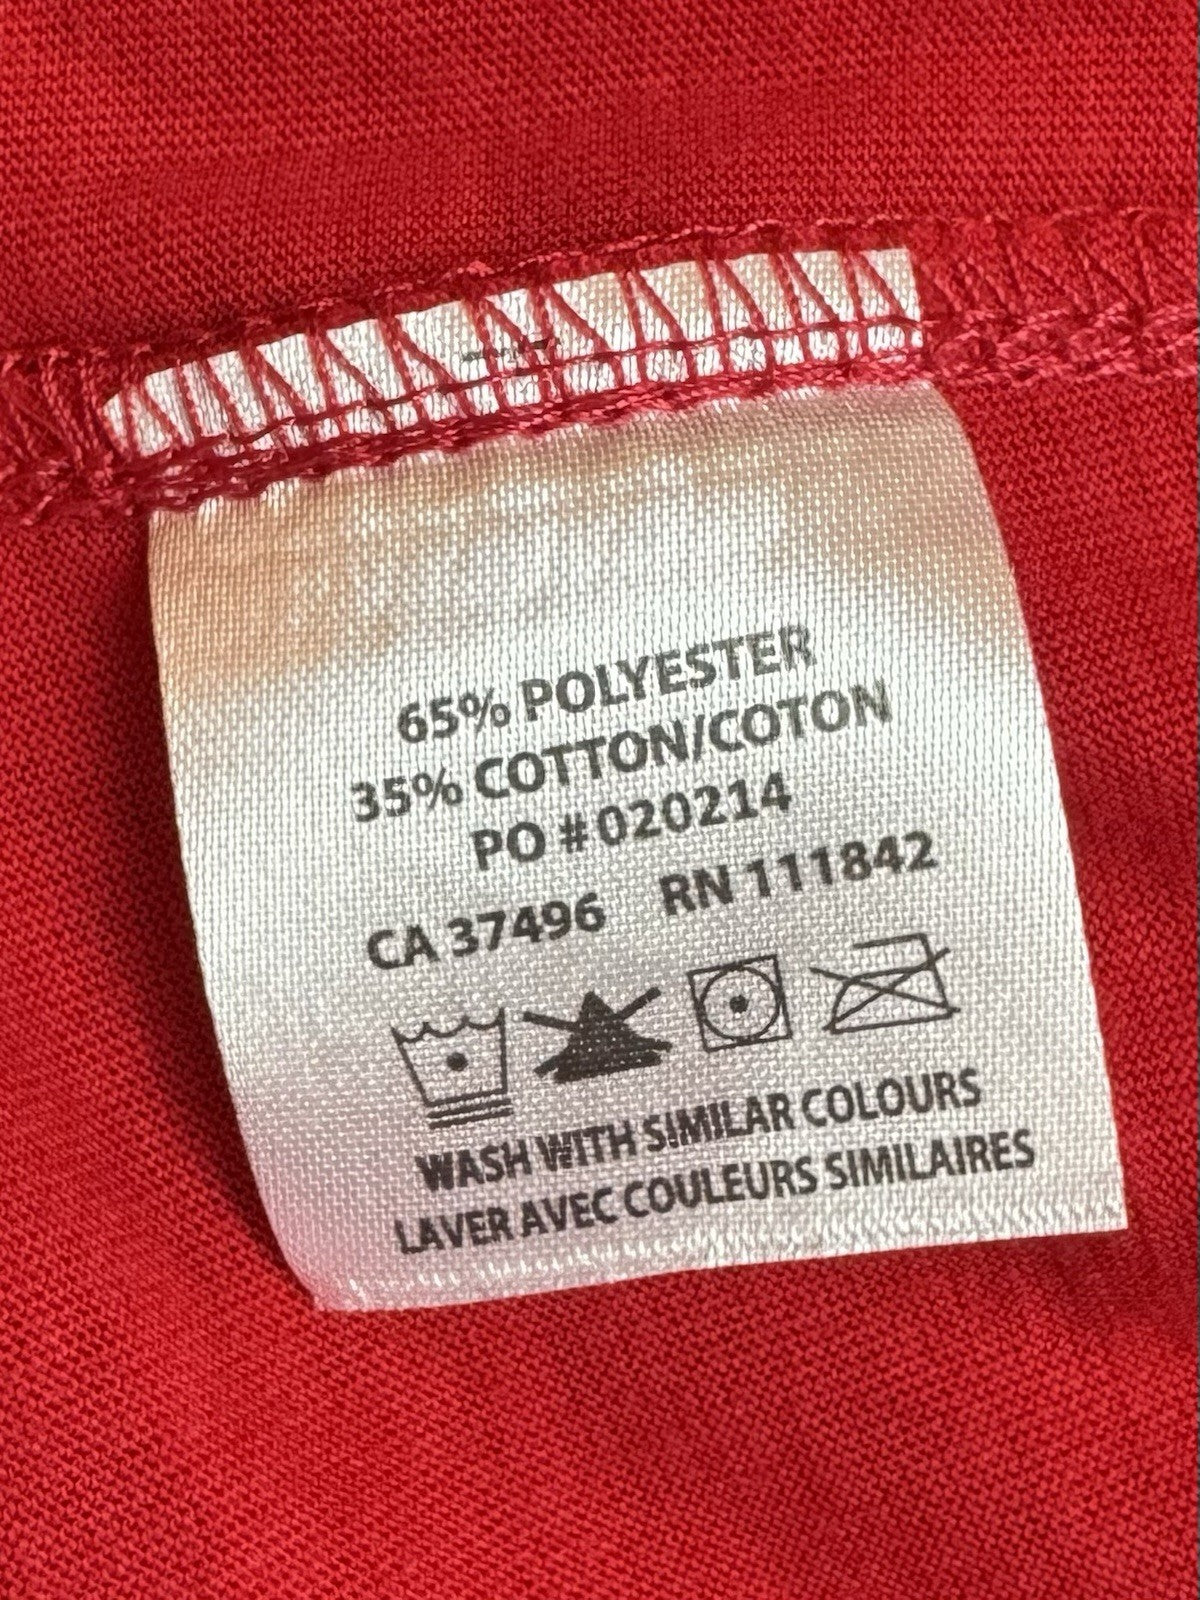 65% POLYESTER
35% COTTON/COTON
PO #020214
CA 37496 RN 111842
WASH WITH SIMILAR COLOURS
LAVER AVEC COULEURS SIMILAIRES